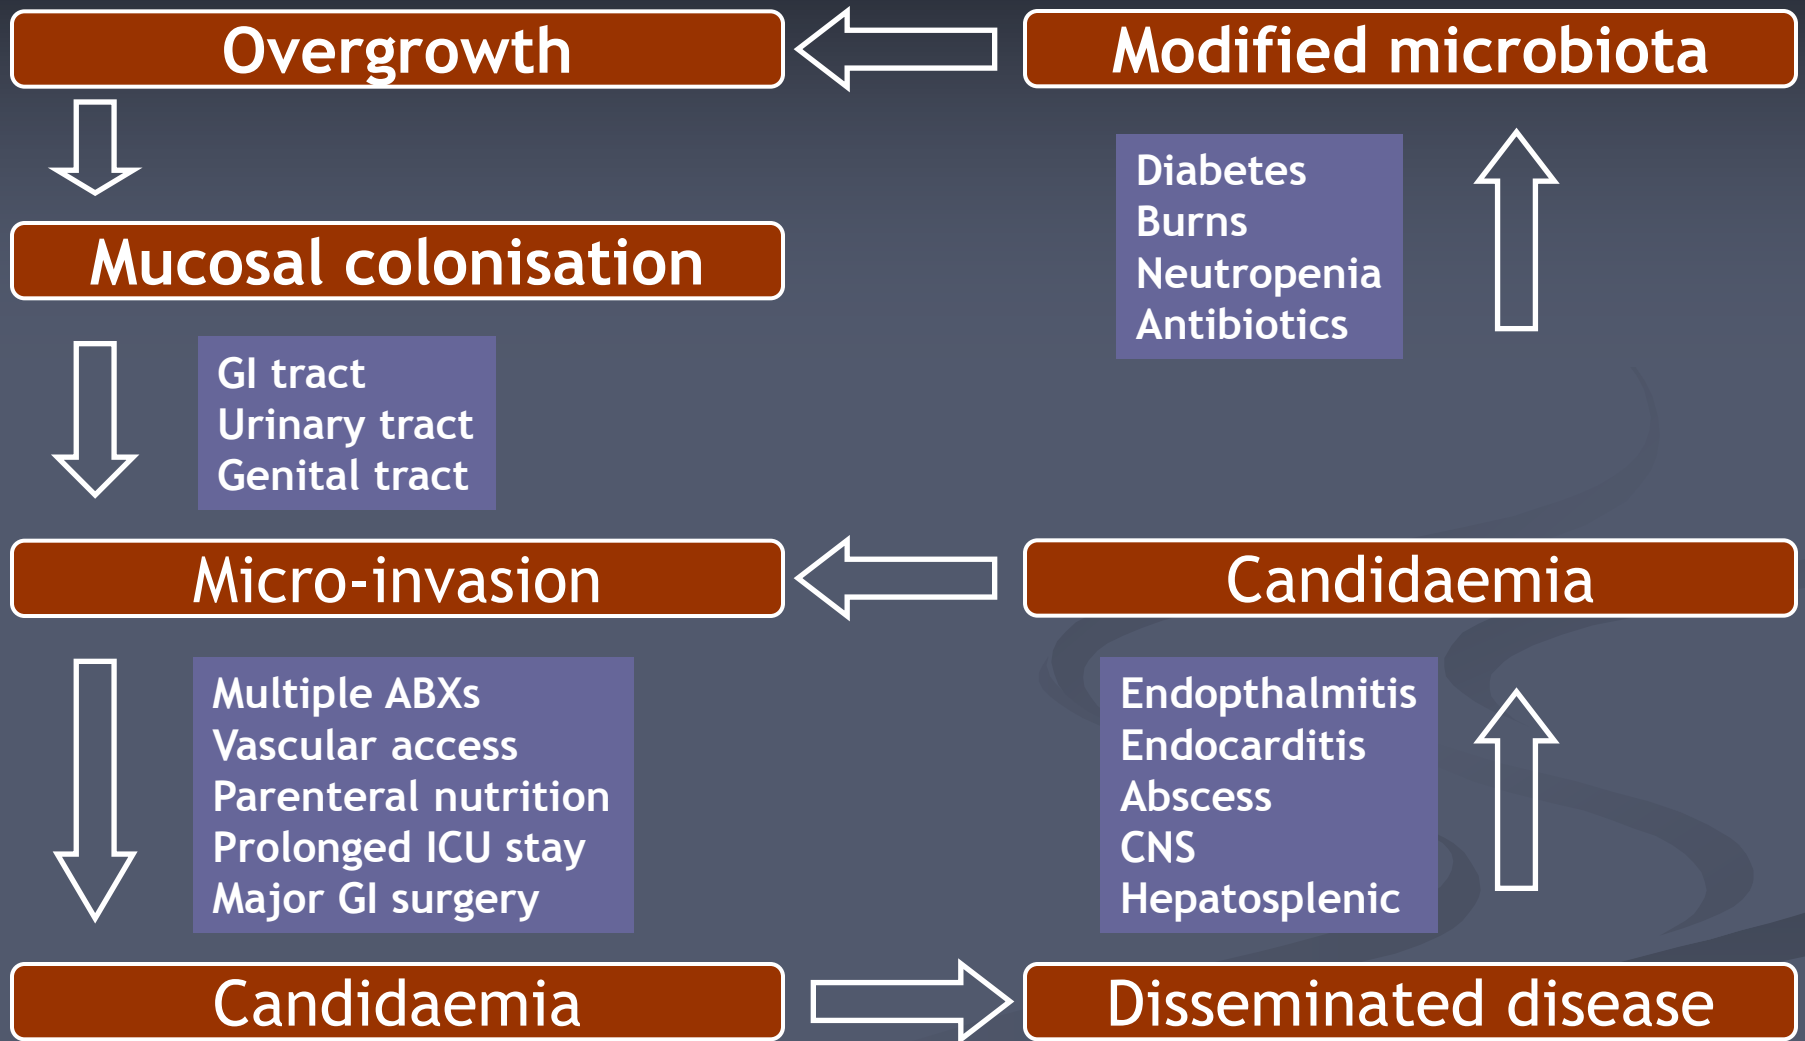 Overgrowth
Modified microbiota
Diabetes
Burns
Neutropenia
Antibiotics
Mucosal colonisation
GI tract
Urinary tract
Genital tract
Micro-invasion
Candidaemia
Multiple ABXs
Vascular access
Parenteral nutrition
Prolonged ICU stay
Major GI surgery
Endopthalmitis
Endocarditis
Abscess
CNS
Hepatosplenic
Candidaemia
Disseminated disease